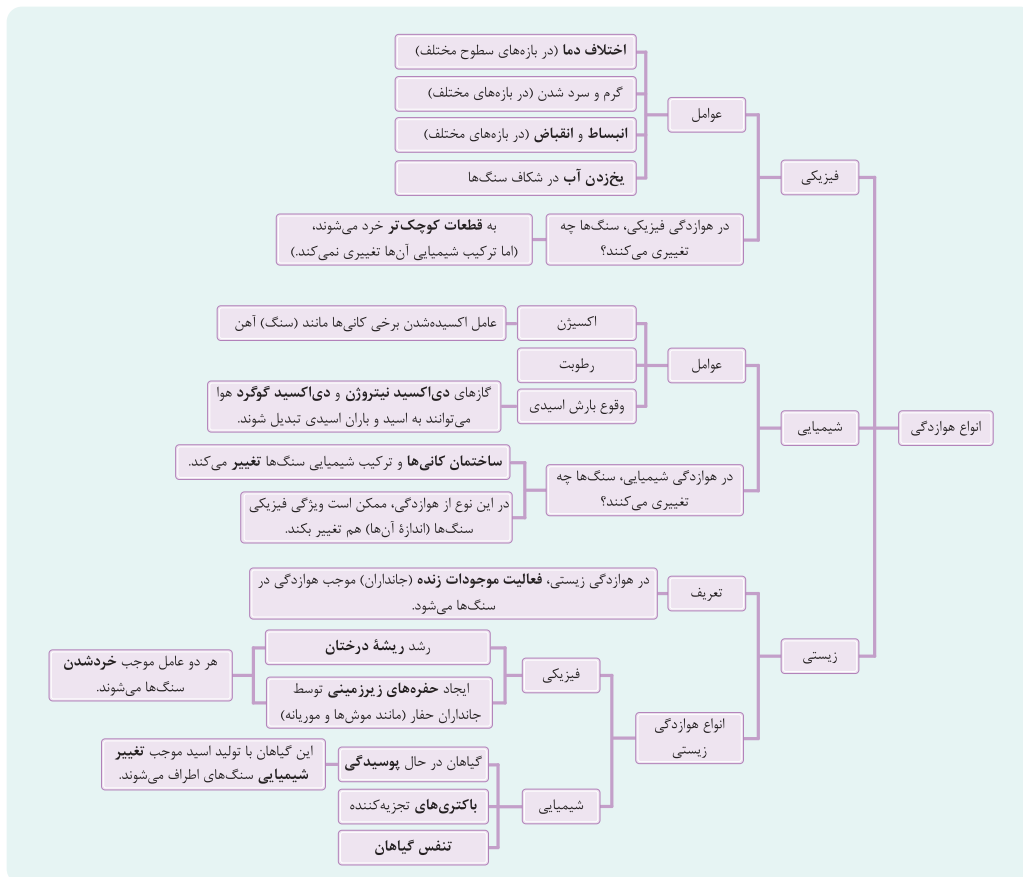 انواع هوازدگی
فیزیکی
عوامل
اختلاف دما (در بازه‌های سطوح مختلف)
گرم و سرد شدن (در بازه‌های مختلف)
انبساط و انقباض (در بازه‌های مختلف)
یخ‌زدن آب در شکاف سنگ‌ها
در هوازدگی فیزیکی، سنگ‌ها چه
تغییری می‌کنند؟
به قطعات کوچک‌تر خرد می‌شوند،
(اما ترکیب شیمیایی آن‌ها تغییری نمی‌کند.)
شیمیایی
عوامل
اکسیژن
عامل اکسیده‌شدن برخی کانی‌ها مانند (سنگ) آهن
رطوبت
وقوع بارش اسیدی
گازهای دی‌اکسید نیتروژن و دی‌اکسید گوگرد هوا
می‌توانند به اسید و باران اسیدی تبدیل شوند.
در هوازدگی شیمیایی، سنگ‌ها چه
تغییری می‌کنند؟
ساختمان کانی‌ها و ترکیب شیمیایی سنگ‌ها تغییر می‌کند.
در این نوع از هوازدگی، ممکن است ویژگی فیزیکی
سنگ‌ها (اندازهٔ آن‌ها) هم تغییر بکند.
زیستی
تعریف
در هوازدگی زیستی، فعالیت موجودات زنده (جانداران) موجب هوازدگی در
سنگ‌ها می‌شود.
انواع هوازدگی
زیستی
فیزیکی
رشد ریشهٔ درختان
ایجاد حفره‌های زیرزمینی توسط
جانداران حفار (مانند موش‌ها و موریانه)
هر دو عامل موجب خردشدن
سنگ‌ها می‌شوند.
شیمیایی
گیاهان در حال پوسیدگی
این گیاهان با تولید اسید موجب تغییر
شیمیایی سنگ‌های اطراف می‌شوند.
باکتری‌های تجزیه‌کننده
تنفس گیاهان